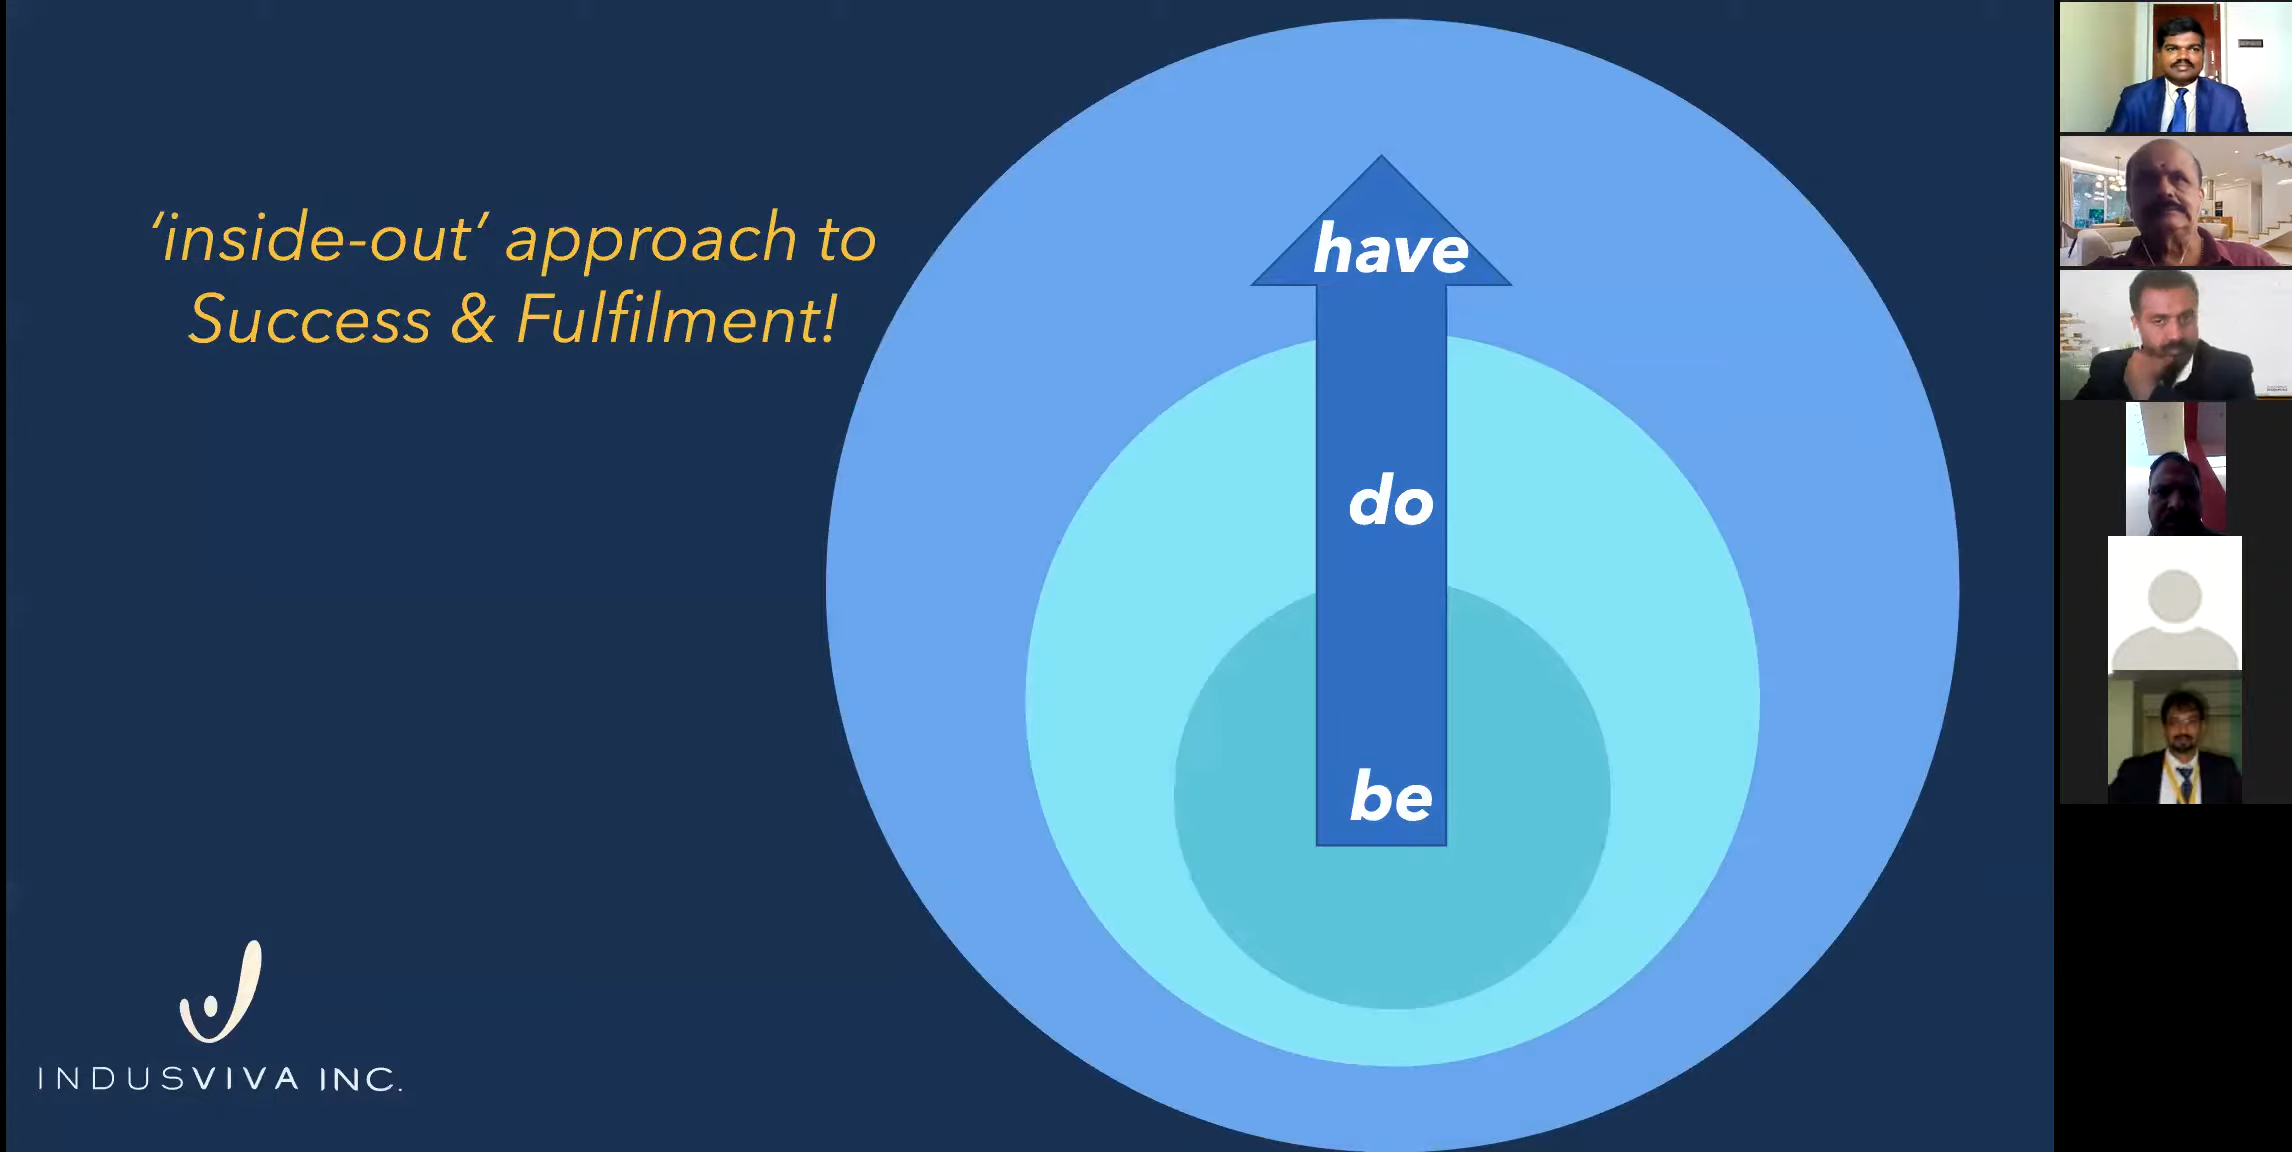 ‘inside-out’ approach to
Success & Fulfilment!
have
do
be
INDUSVIVA INC.